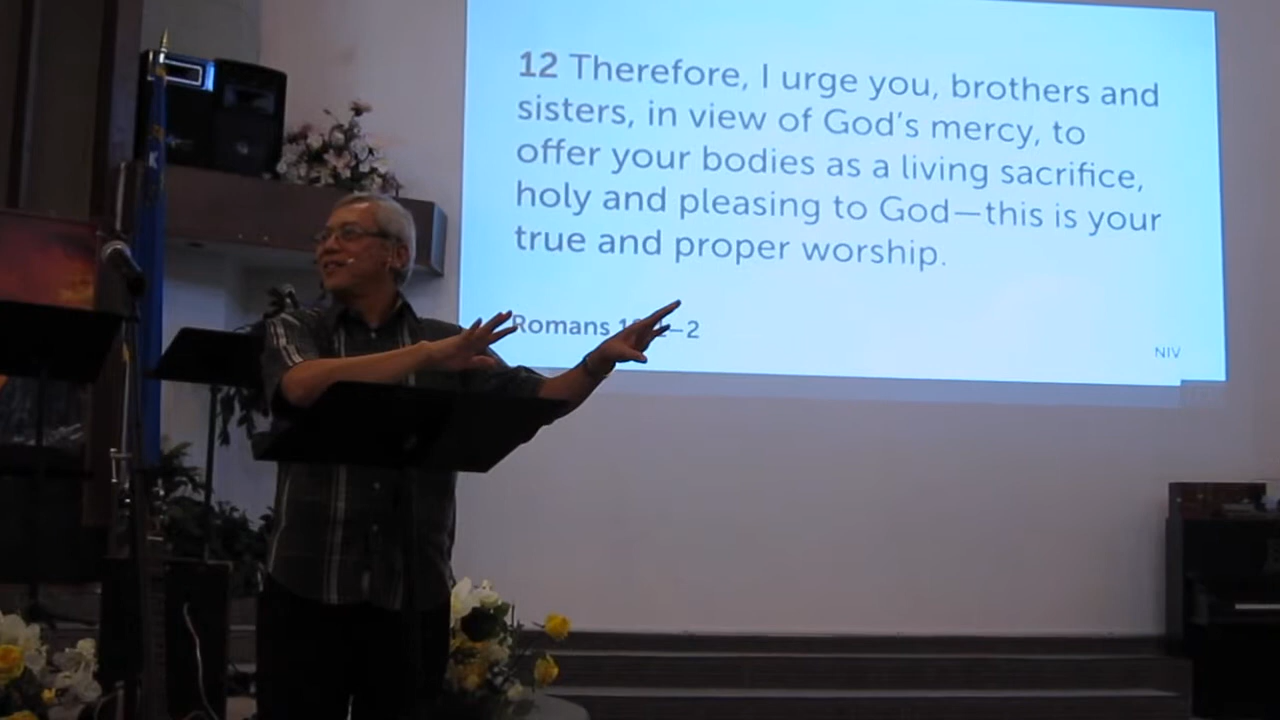 12 Therefore, I urge you, brothers and
sisters, in view of God's mercy, to
offer your bodies as a living sacrifice,
holy and pleasing to God—this is your
true and proper worship.
Romans –2
NIV